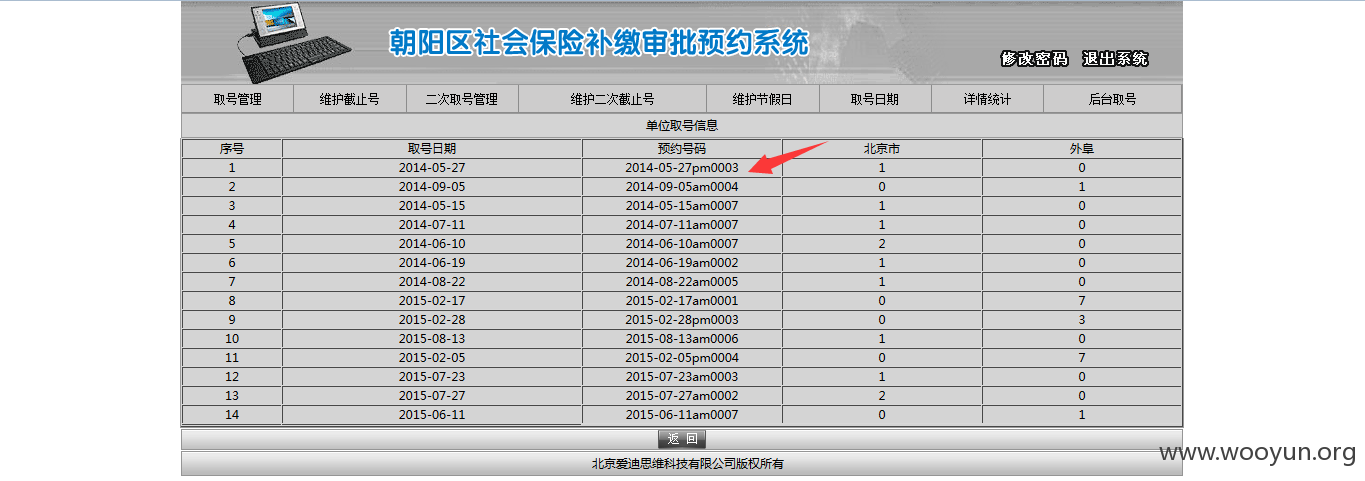 朝阳区社会保险补缴审批预约系统
修改密码 退出系统
取号管理 维护截止号 二次取号管理 维护二次截止号 维护节假日 取号日期 详情统计 后台取号
单位取号信息
序号 取号日期 预约号码 北京市 外阜
1 2014-05-27 2014-05-27pm0003 1 0
2 2014-09-05 2014-09-05am0004 0 1
3 2014-05-15 2014-05-15am0007 1 0
4 2014-07-11 2014-07-11am0007 1 0
5 2014-06-10 2014-06-10am0007 2 0
6 2014-06-19 2014-06-19am0002 1 0
7 2014-08-22 2014-08-22am0005 1 0
8 2015-02-17 2015-02-17am0001 0 7
9 2015-02-28 2015-02-28pm0003 0 3
10 2015-08-13 2015-08-13am0006 1 0
11 2015-02-05 2015-02-05pm0004 0 7
12 2015-07-23 2015-07-23am0003 1 0
13 2015-07-27 2015-07-27am0002 2 0
14 2015-06-11 2015-06-11am0007 0 1
返 回
北京爱迪思维科技有限公司版权所有
www.wooyun.org